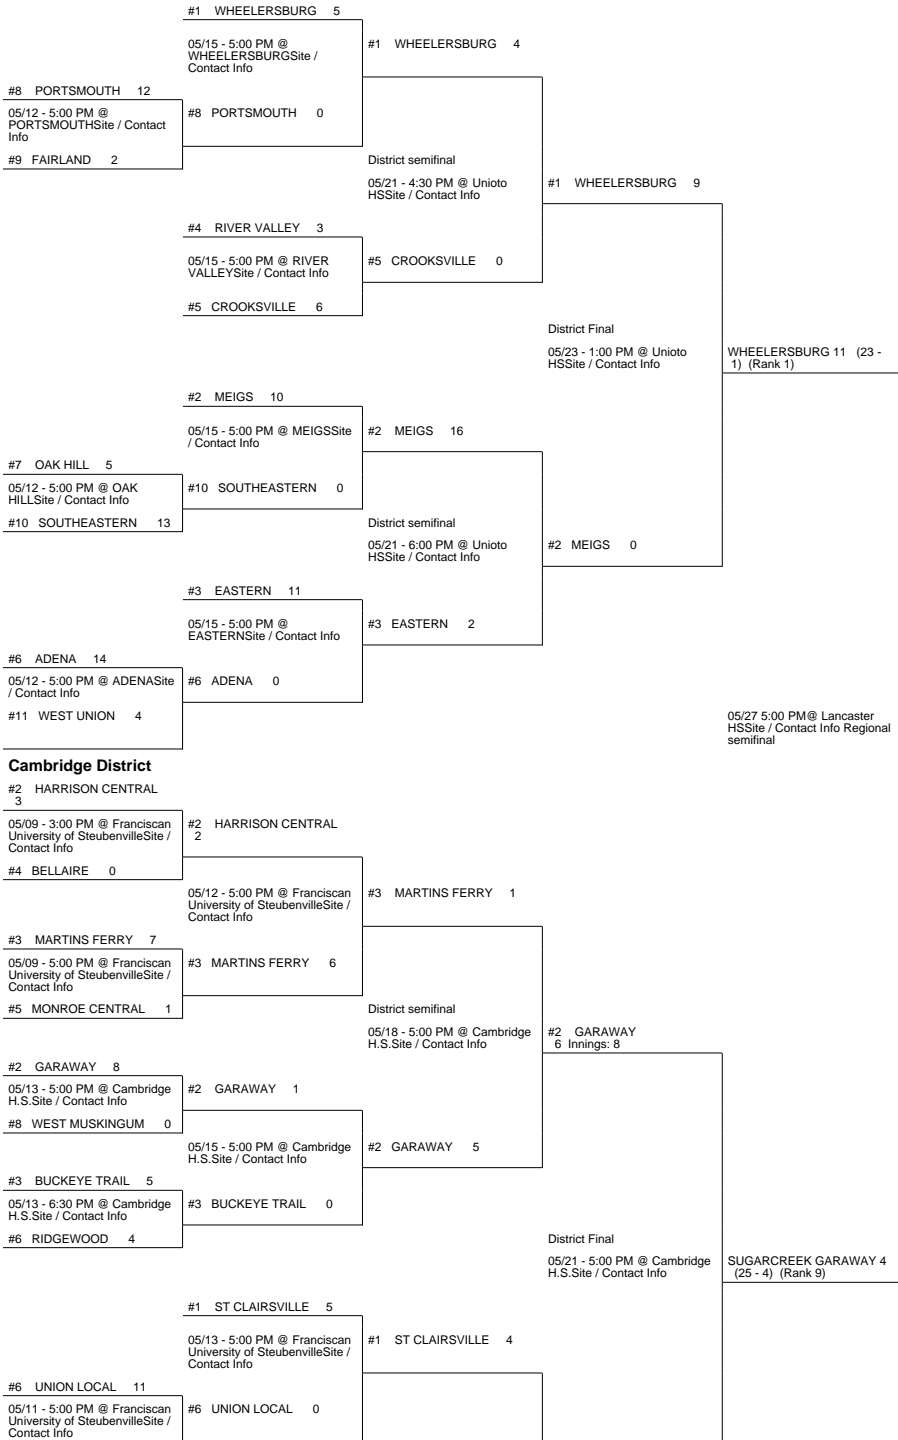 #1 WHEELERSBURG 5
05/15 - 5:00 PM @
WHEELERSBURGSite /
Contact Info
#1 WHEELERSBURG 4
#8 PORTSMOUTH 12
05/12 - 5:00 PM @
PORTSMOUTHSite / Contact
Info
#8 PORTSMOUTH 0
#9 FAIRLAND 2
District semifinal
05/21 - 4:30 PM @ Unioto
HSSite / Contact Info
#1 WHEELERSBURG 9
#4 RIVER VALLEY 3
05/15 - 5:00 PM @ RIVER
VALLEYSite / Contact Info
#5 CROOKSVILLE 0
#5 CROOKSVILLE 6
District Final
05/23 - 1:00 PM @ Unioto
HSSite / Contact Info
WHEELERSBURG 11 (23 -
1) (Rank 1)
#2 MEIGS 10
05/15 - 5:00 PM @ MEIGSSite
/ Contact Info
#2 MEIGS 16
#7 OAK HILL 5
05/12 - 5:00 PM @ OAK
HILLSite / Contact Info
#10 SOUTHEASTERN 0
#10 SOUTHEASTERN 13
District semifinal
05/21 - 6:00 PM @ Unioto
HSSite / Contact Info
#2 MEIGS 0
#3 EASTERN 11
05/15 - 5:00 PM @
EASTERNSite / Contact Info
#3 EASTERN 2
#6 ADENA 14
05/12 - 5:00 PM @ ADENASite
/ Contact Info
#6 ADENA 0
#11 WEST UNION 4
05/27 5:00 PM@ Lancaster
HSSite / Contact Info Regional
semifinal
Cambridge District
#2 HARRISON CENTRAL
3
05/09 - 3:00 PM @ Franciscan
University of SteubenvilleSite /
Contact Info
#2 HARRISON CENTRAL
2
#4 BELLAIRE 0
05/12 - 5:00 PM @ Franciscan
University of SteubenvilleSite /
Contact Info
#3 MARTINS FERRY 1
#3 MARTINS FERRY 7
05/09 - 5:00 PM @ Franciscan
University of SteubenvilleSite /
Contact Info
#3 MARTINS FERRY 6
#5 MONROE CENTRAL 1
District semifinal
05/18 - 5:00 PM @ Cambridge
H.S.Site / Contact Info
#2 GARAWAY
6 Innings: 8
#2 GARAWAY 8
05/13 - 5:00 PM @ Cambridge
H.S.Site / Contact Info
#2 GARAWAY 1
#8 WEST MUSKINGUM 0
05/15 - 5:00 PM @ Cambridge
H.S.Site / Contact Info
#2 GARAWAY 5
#3 BUCKEYE TRAIL 5
05/13 - 6:30 PM @ Cambridge
H.S.Site / Contact Info
#3 BUCKEYE TRAIL 0
#6 RIDGEWOOD 4
District Final
05/21 - 5:00 PM @ Cambridge
H.S.Site / Contact Info
SUGARCREEK GARAWAY 4
(25 - 4) (Rank 9)
#1 ST CLAIRSVILLE 5
05/13 - 5:00 PM @ Franciscan
University of SteubenvilleSite /
Contact Info
#1 ST CLAIRSVILLE 4
#6 UNION LOCAL 11
05/11 - 5:00 PM @ Franciscan
University of SteubenvilleSite /
Contact Info
#6 UNION LOCAL 0